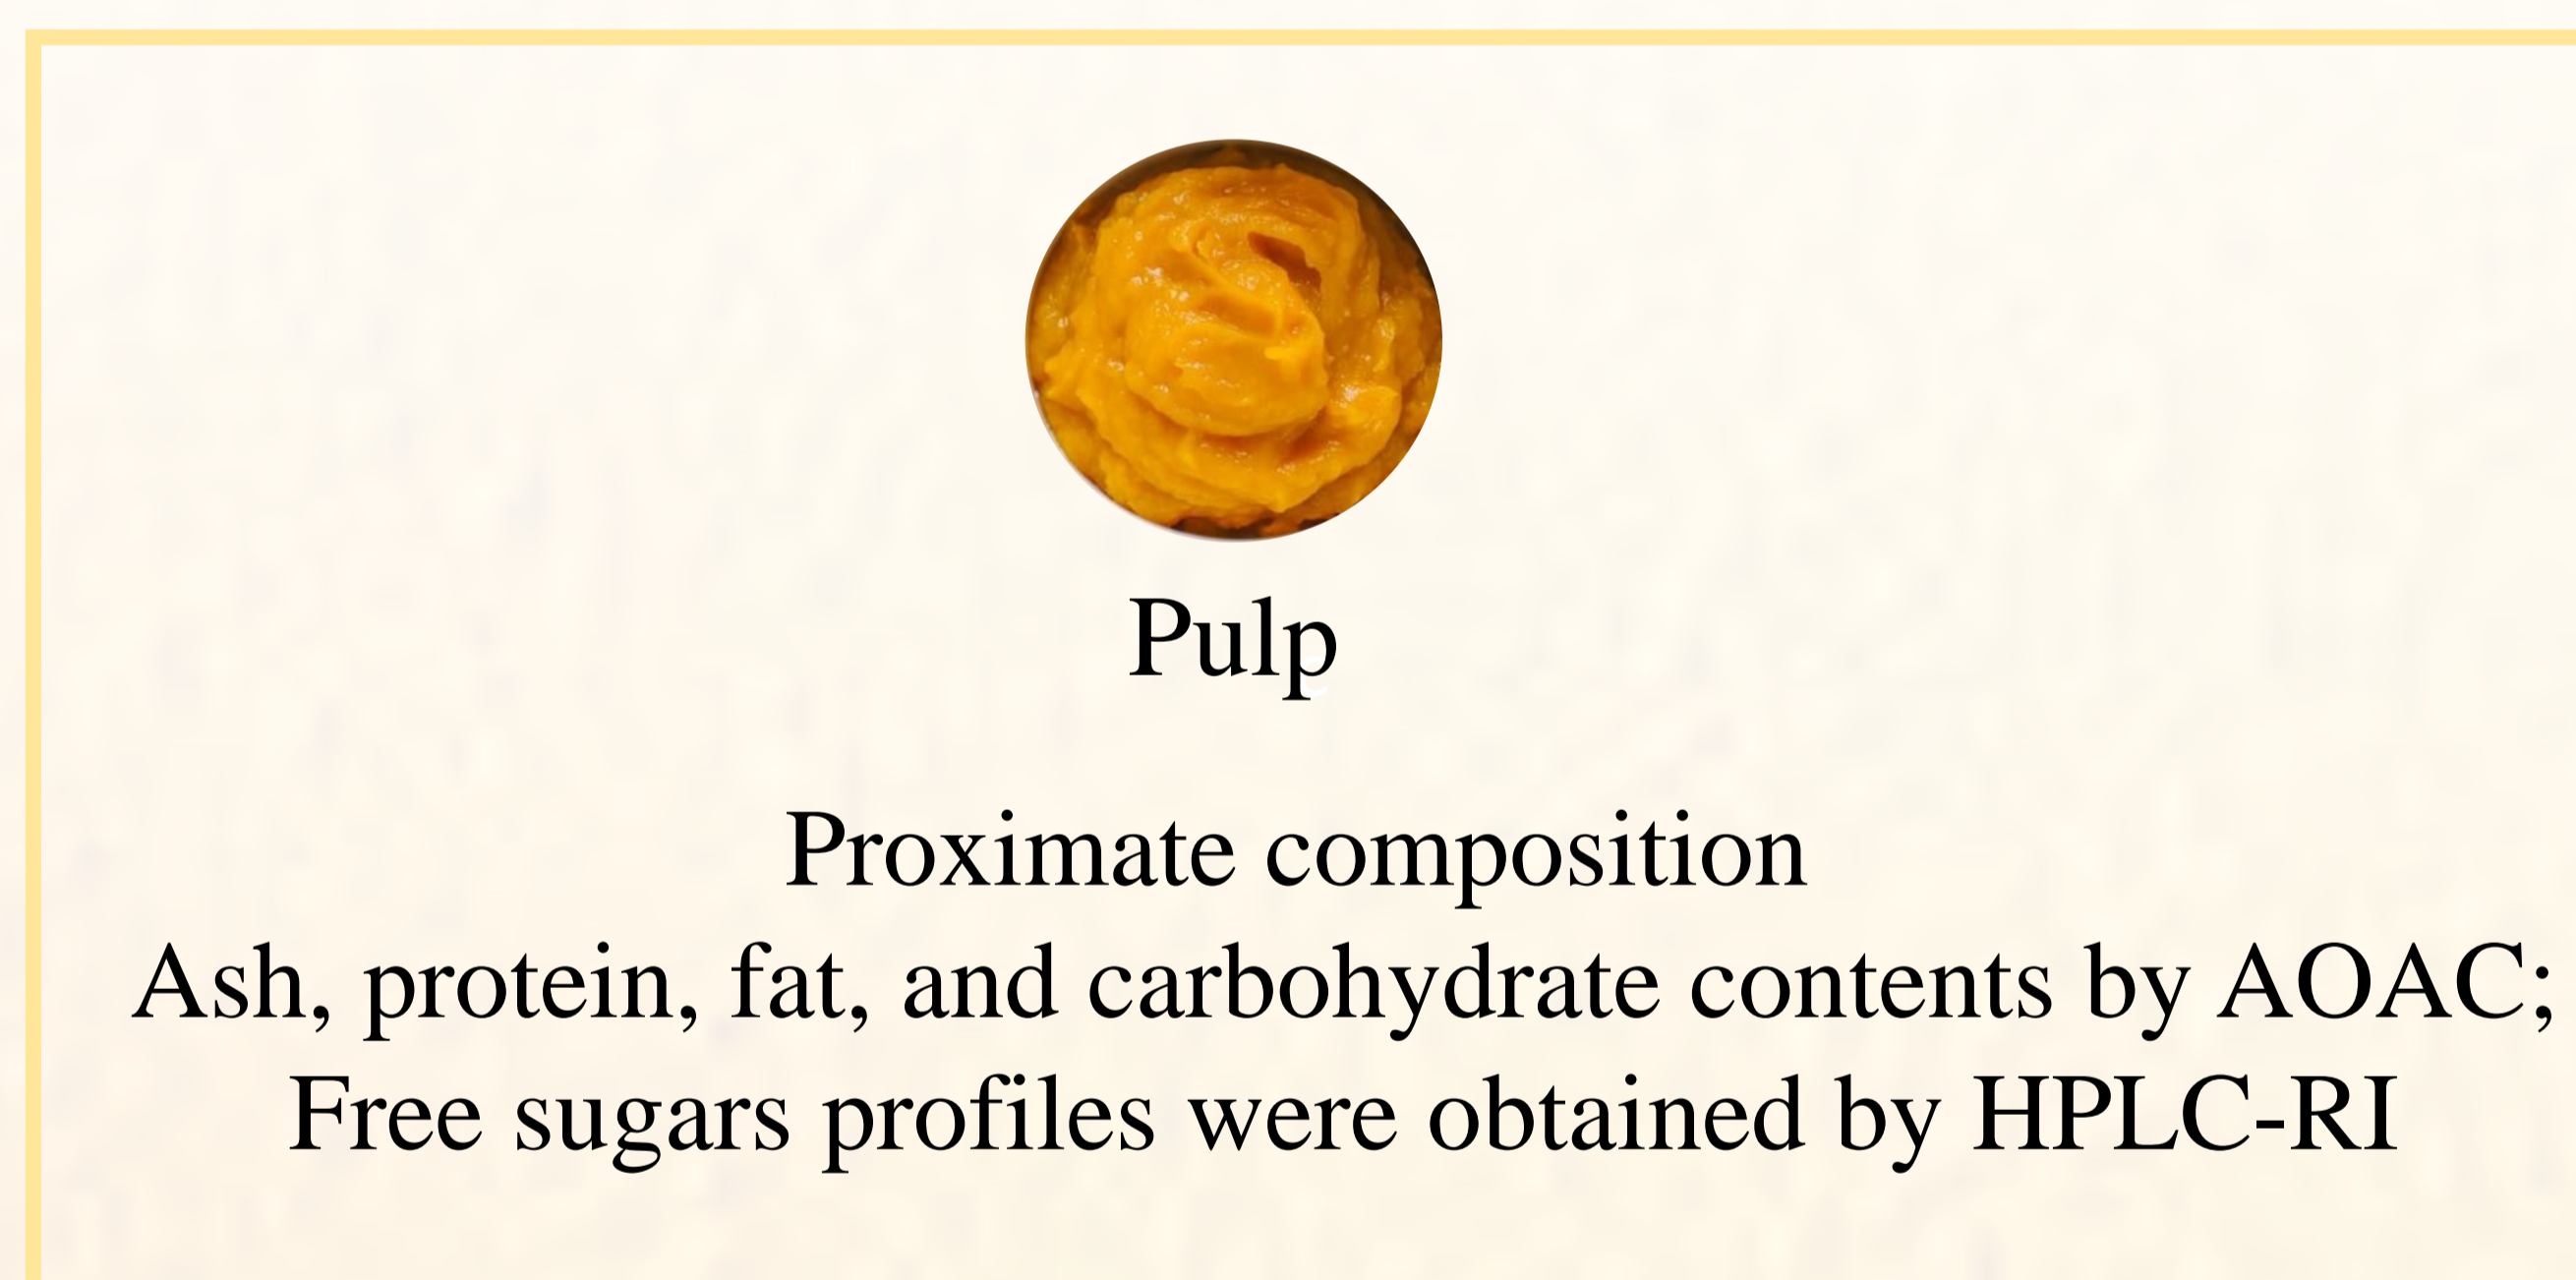 Pulp
Proximate composition
Ash, protein, fat, and carbohydrate contents by AOAC;
Free sugars profiles were obtained by HPLC-RI